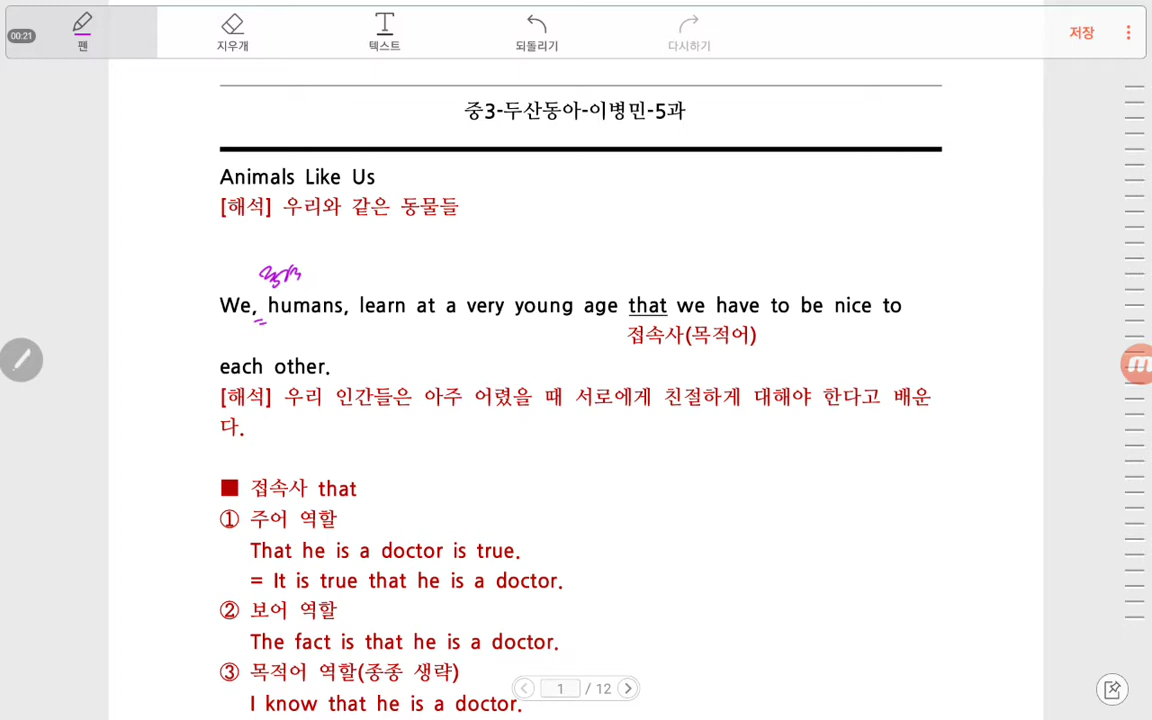 00:21
펜
지우개
텍스트
되돌리기
다시하기
저장
중3-두산동아-이병민-5과
Animals Like Us
[해석] 우리와 같은 동물들
We, humans, learn at a very young age that we have to be nice to
접속사(목적어)
each other.
[해석] 우리 인간들은 아주 어렸을 때 서로에게 친절하게 대해야 한다고 배운
다.
■ 접속사 that
① 주어 역할
That he is a doctor is true.
= It is true that he is a doctor.
② 보어 역할
The fact is that he is a doctor.
③ 목적어 역할(종종 생략)
I know that he is a doctor.
1 / 12